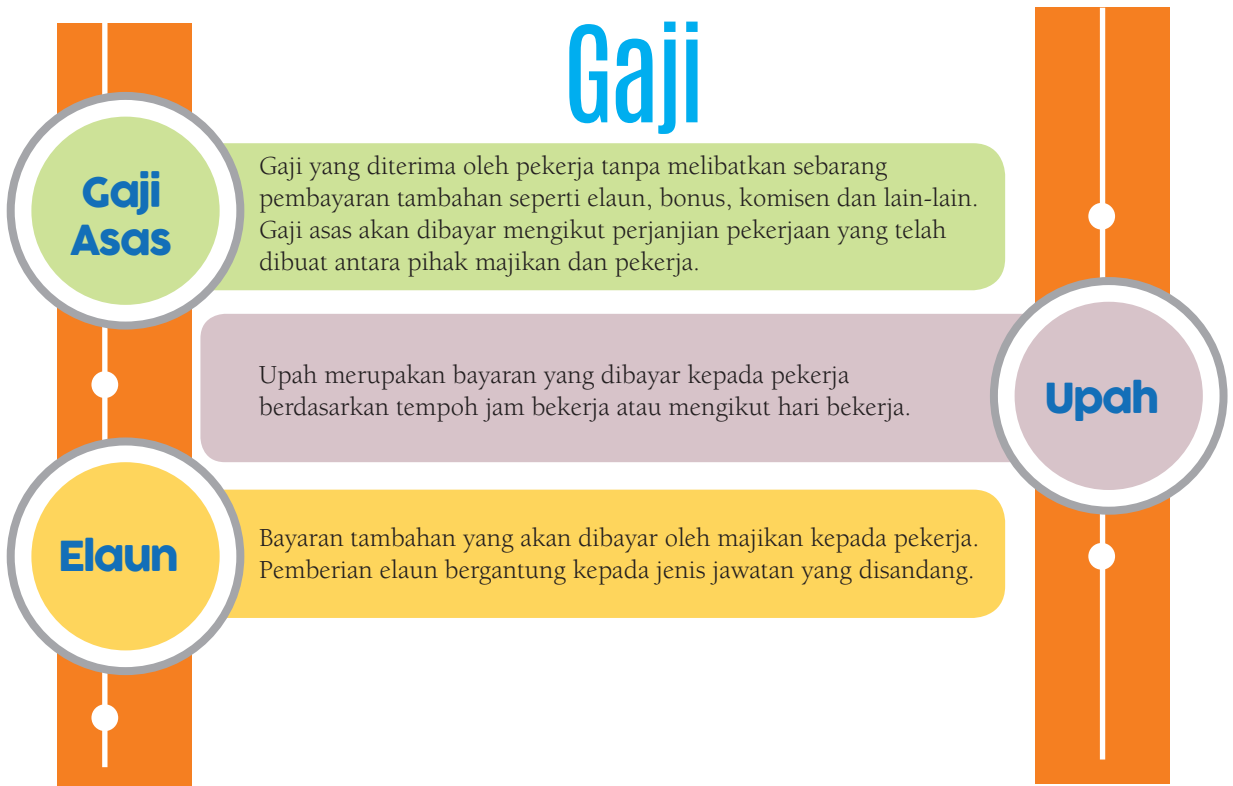 Gaji
Gaji
Asas
Gaji yang diterima oleh pekerja tanpa melibatkan sebarang
pembayaran tambahan seperti elaun, bonus, komisen dan lain-lain.
Gaji asas akan dibayar mengikut perjanjian pekerjaan yang telah
dibuat antara pihak majikan dan pekerja.
Upah merupakan bayaran yang dibayar kepada pekerja
berdasarkan tempoh jam bekerja atau mengikut hari bekerja.
Upah
Elaun
Bayaran tambahan yang akan dibayar oleh majikan kepada pekerja.
Pemberian elaun bergantung kepada jenis jawatan yang disandang.